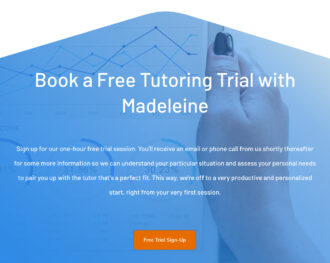 Book a Free Tutoring Trial with
Madeleine
Sign up for our one-hour free trial session. You'll receive an email or phone call from us shortly thereafter
for some more information so we can understand your particular situation and assess your personal needs
to pair you up with the tutor that's a perfect fit. This way, we're off to a very productive and personalized
start, right from your very first session.
30.23%
Free Trial Sign-Up